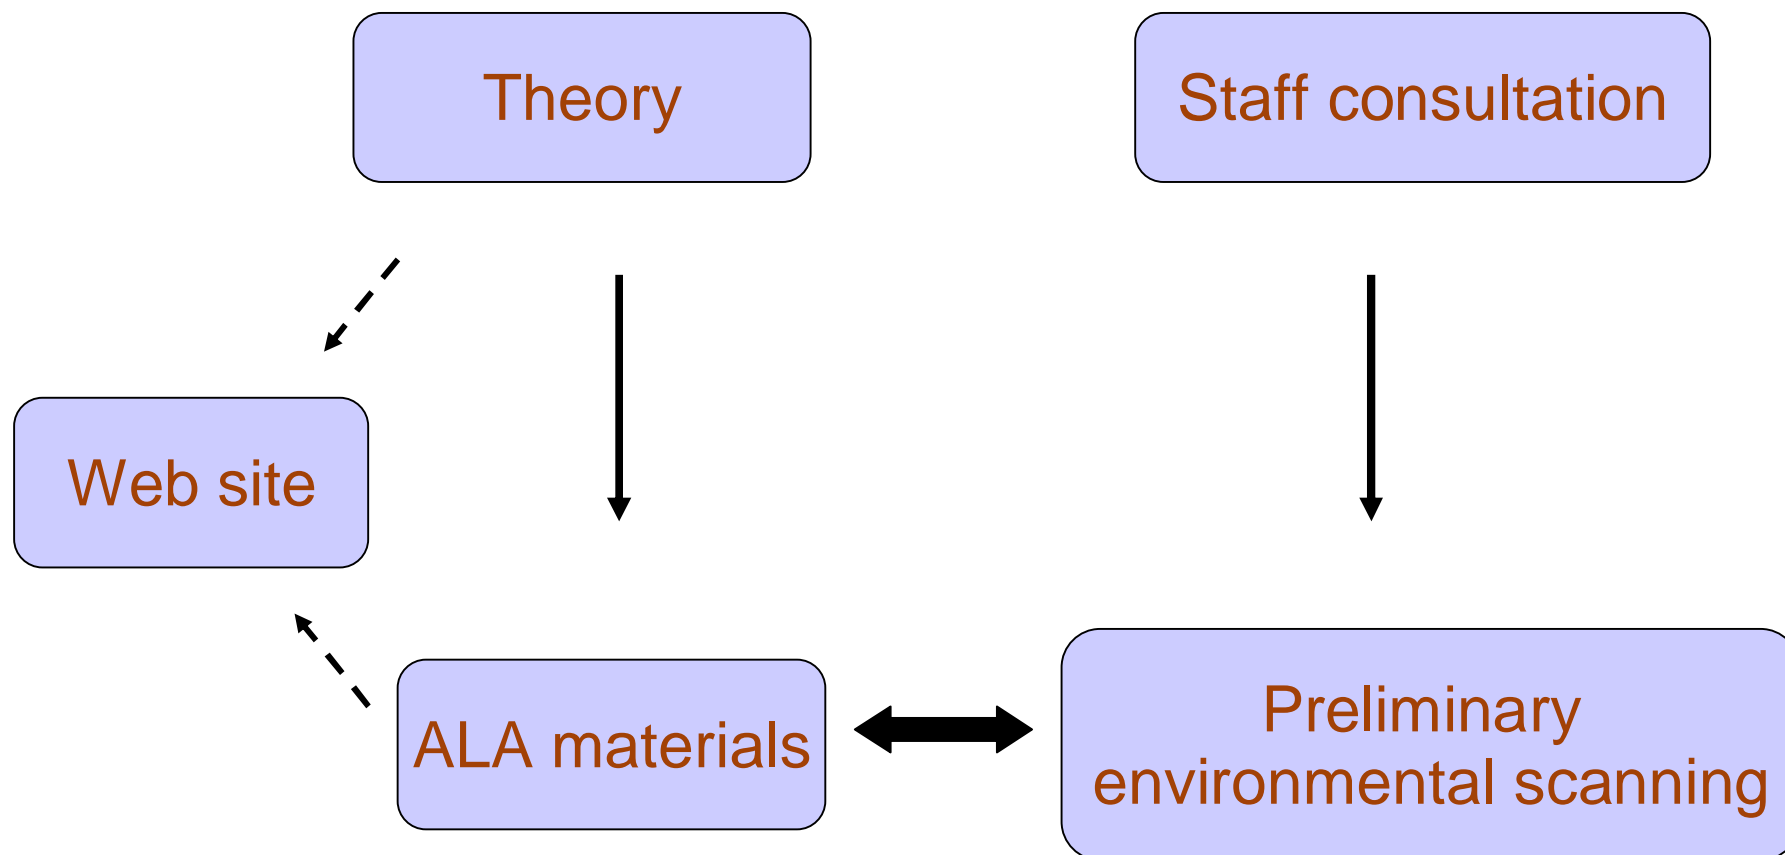 Theory
Staff consultation
Web site
ALA materials
Preliminary
environmental scanning